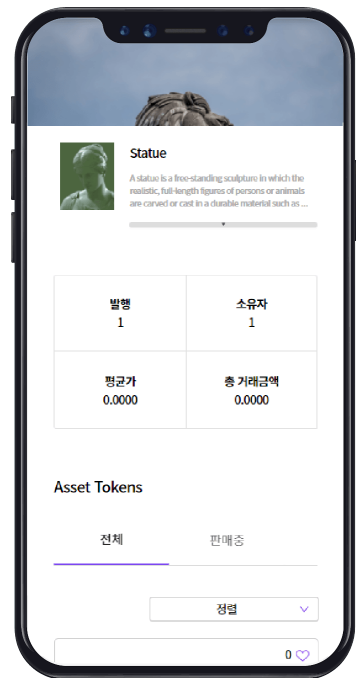 Statue
A statue is a free-standing sculpture in which the
realistic, full-length figures of persons or animals
are carved or cast in a durable material such as ...
발행
1
소유자
1
평균가
0.0000
총 거래금액
0.0000
Asset Tokens
전체
판매중
정렬
0